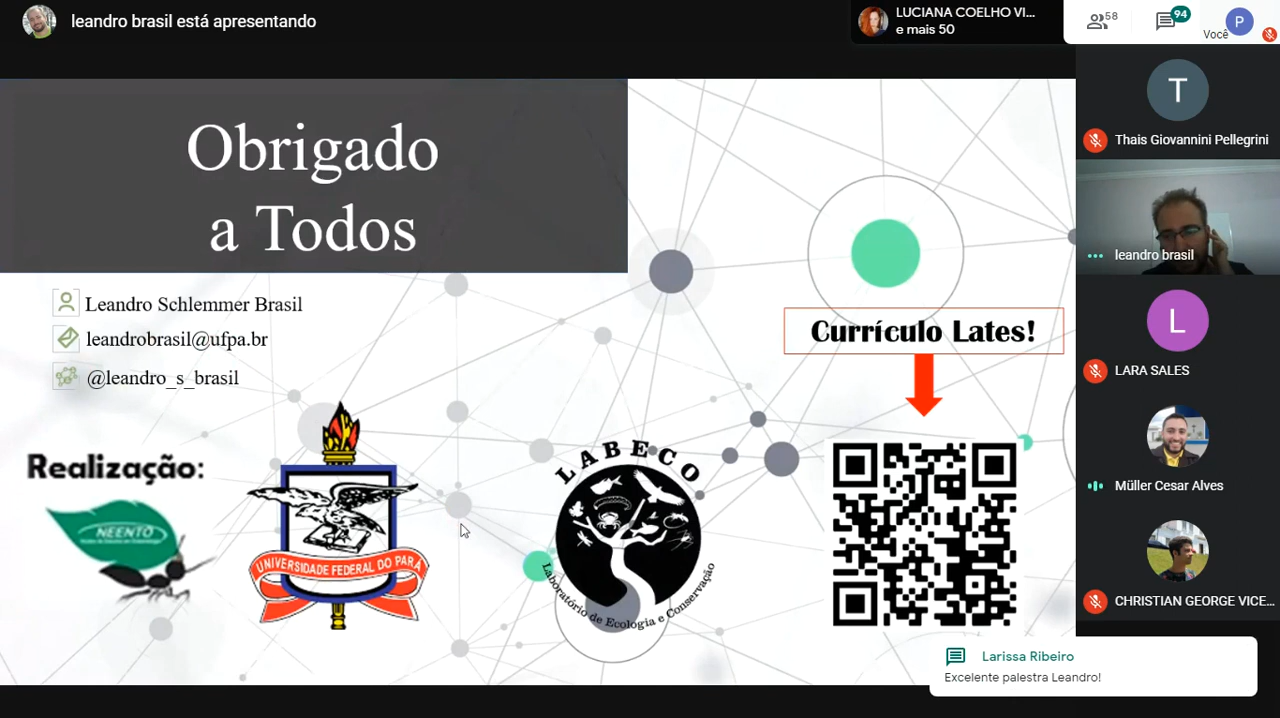 leandro brasil está apresentando
LUCIANA COELHO VI...
e mais 50
58
94
Você
P
Obrigado
a Todos
Leandro Schlemmer Brasil
leandrobrasil@ufpa.br
@leandro_s_brasil
Currículo Lates!
Realização:
NEENTO
UNIVERSIDADE FEDERAL DO PARÁ
LABECO
Laboratório de Ecologia e Conservação
T
Thais Giovannini Pellegrini
leandro brasil
L
LARA SALES
Müller Cesar Alves
CHRISTIAN GEORGE VICE...
Larissa Ribeiro
Excelente palestra Leandro!